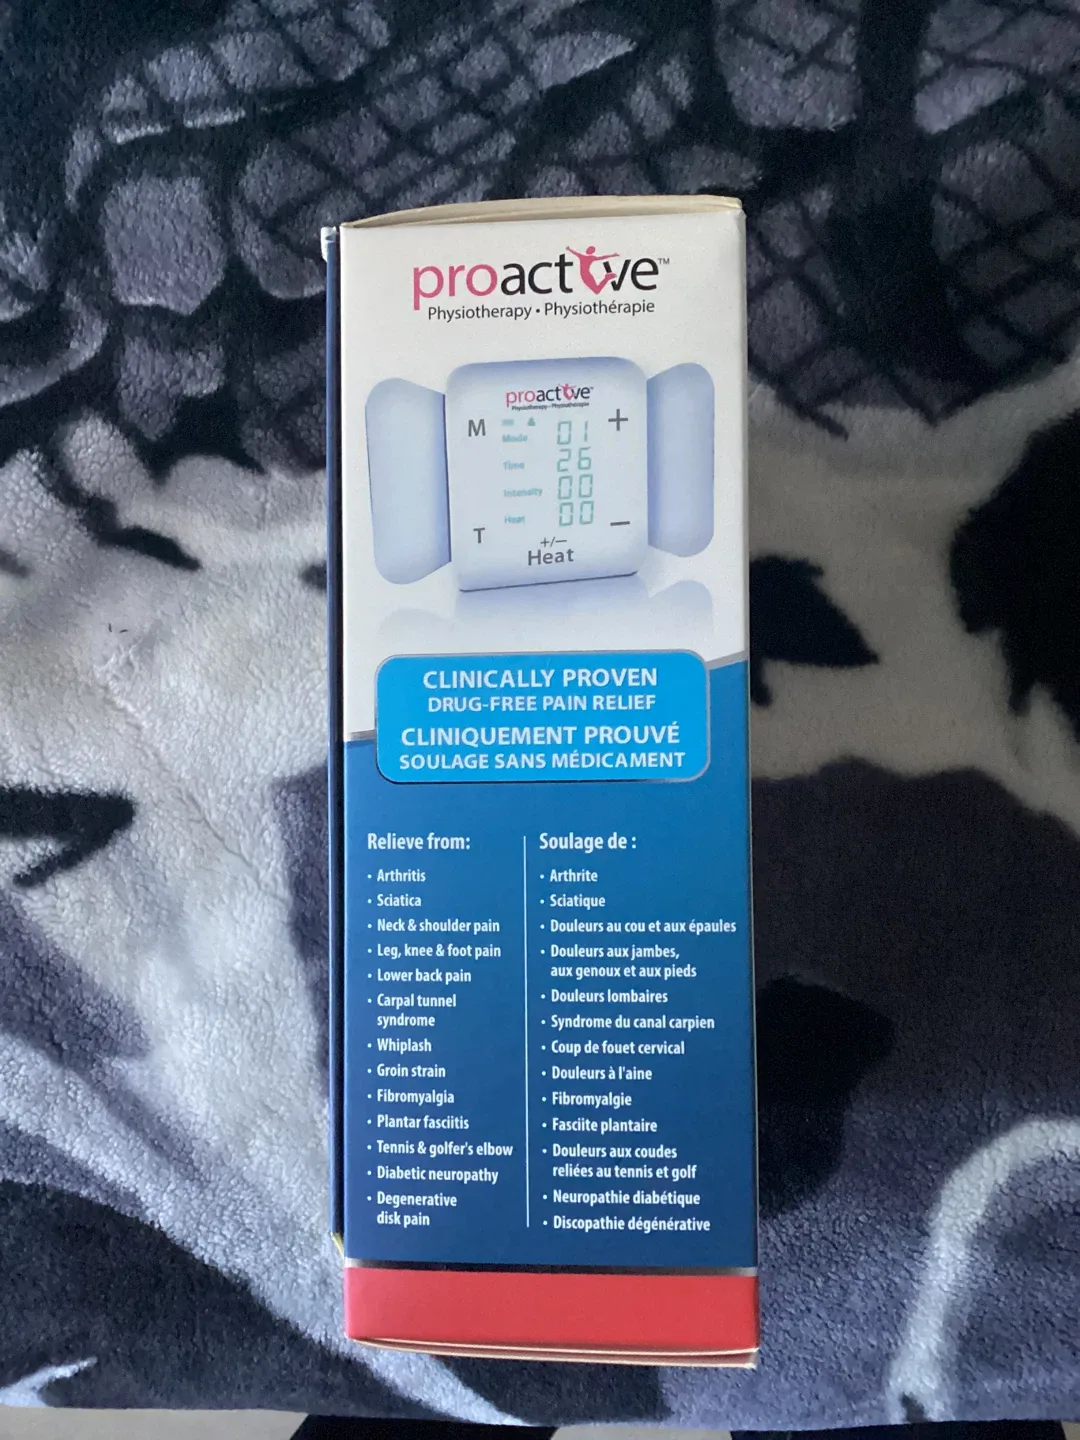 proactive™
Physiotherapy • Physiothérapie
proactive™
Physiotherapy • Physiothérapie
M
+
Mode 01
Time 26
Intensity 00
Heat 00
T
−
+/−
Heat
CLINICALLY PROVEN
DRUG-FREE PAIN RELIEF
CLINIQUEMENT PROUVÉ
SOULAGE SANS MÉDICAMENT
Relieve from:
• Arthritis
• Sciatica
• Neck & shoulder pain
• Leg, knee & foot pain
• Lower back pain
• Carpal tunnel
syndrome
• Whiplash
• Groin strain
• Fibromyalgia
• Plantar fasciitis
• Tennis & golfer's elbow
• Diabetic neuropathy
• Degenerative
disk pain
Soulage de :
• Arthrite
• Sciatique
• Douleurs au cou et aux épaules
• Douleurs aux jambes,
aux genoux et aux pieds
• Douleurs lombaires
• Syndrome du canal carpien
• Coup de fouet cervical
• Douleurs à l'aine
• Fibromyalgie
• Fasciite plantaire
• Douleurs aux coudes
reliées au tennis et golf
• Neuropathie diabétique
• Discopathie dégénérative